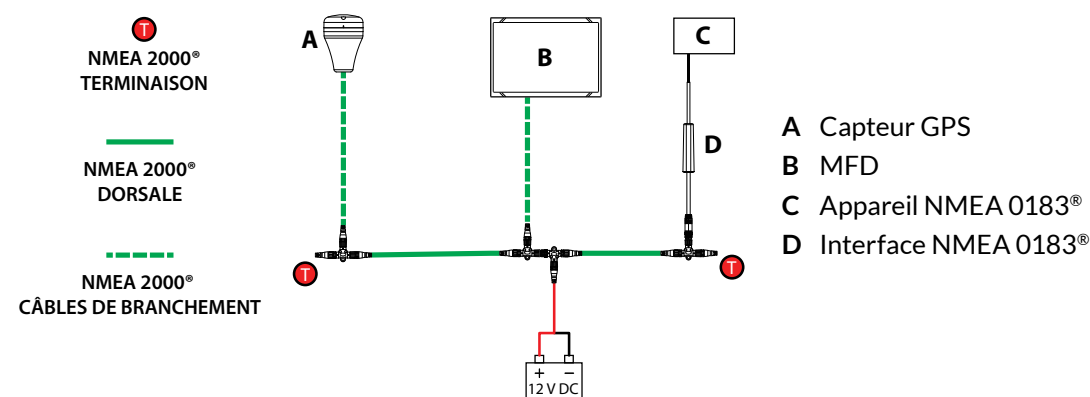 T
NMEA 2000®
TERMINAISON
NMEA 2000®
DORSALE
NMEA 2000®
CÂBLES DE BRANCHEMENT
A
B
C
D
T
T
+ −
12 V DC
A Capteur GPS
B MFD
C Appareil NMEA 0183®
D Interface NMEA 0183®